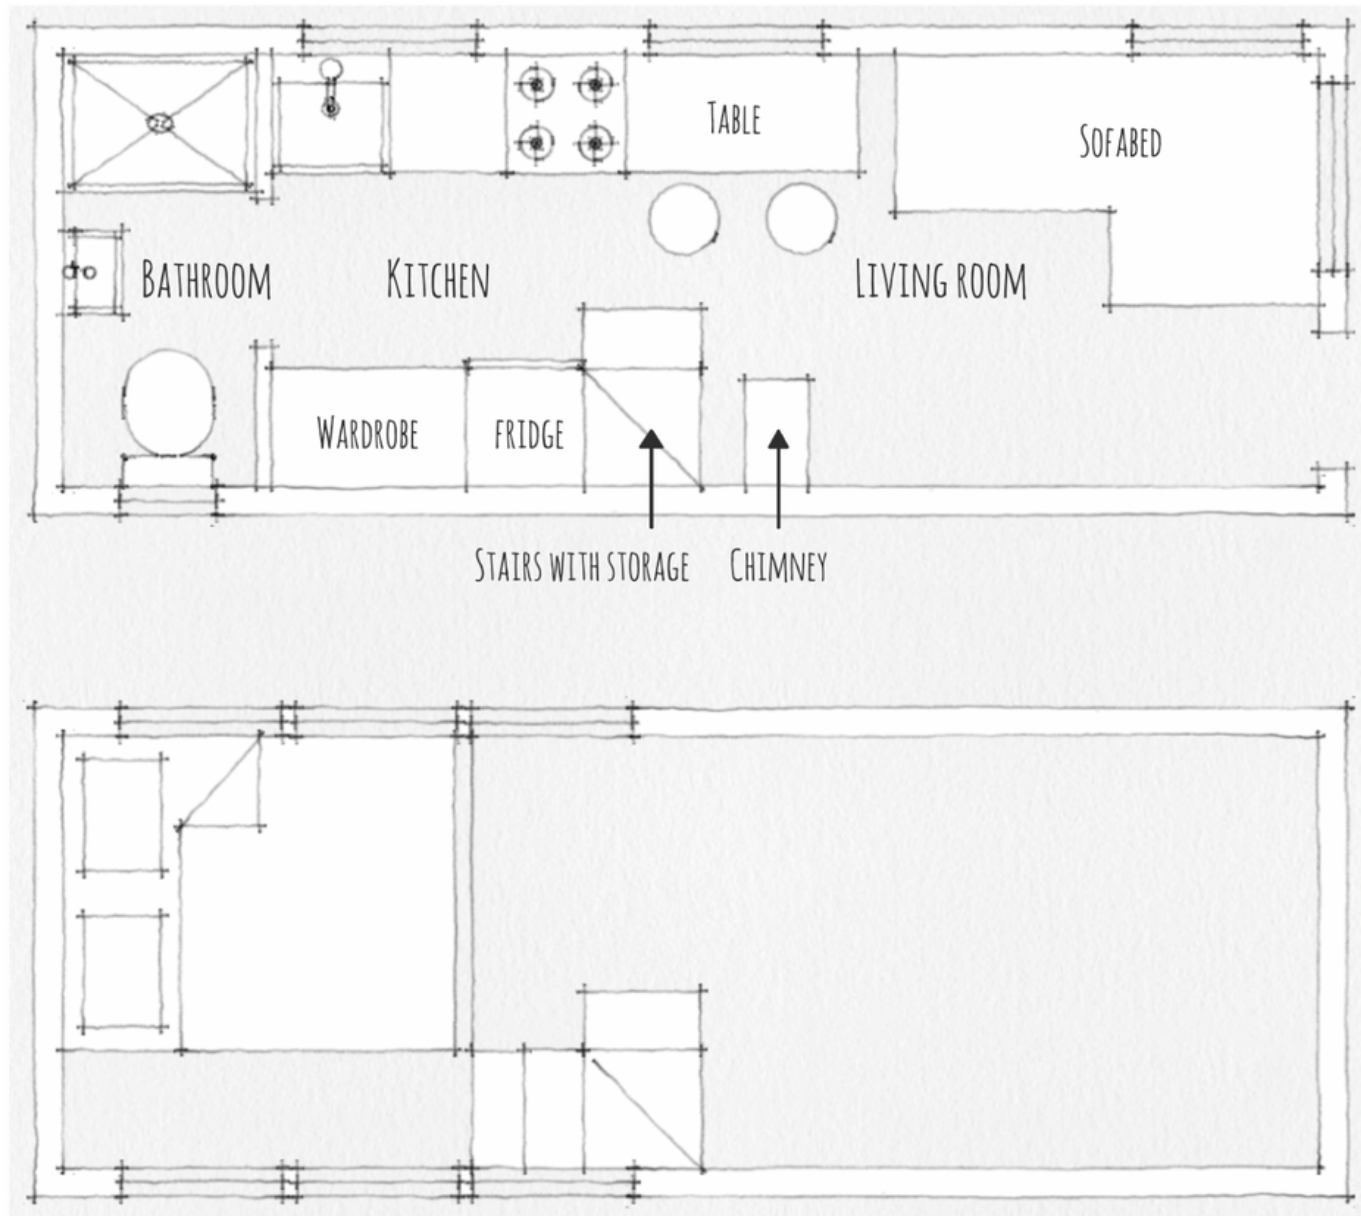 Table
Sofabed
Bathroom
Kitchen
Living room
Wardrobe
fridge
Stairs with storage
Chimney